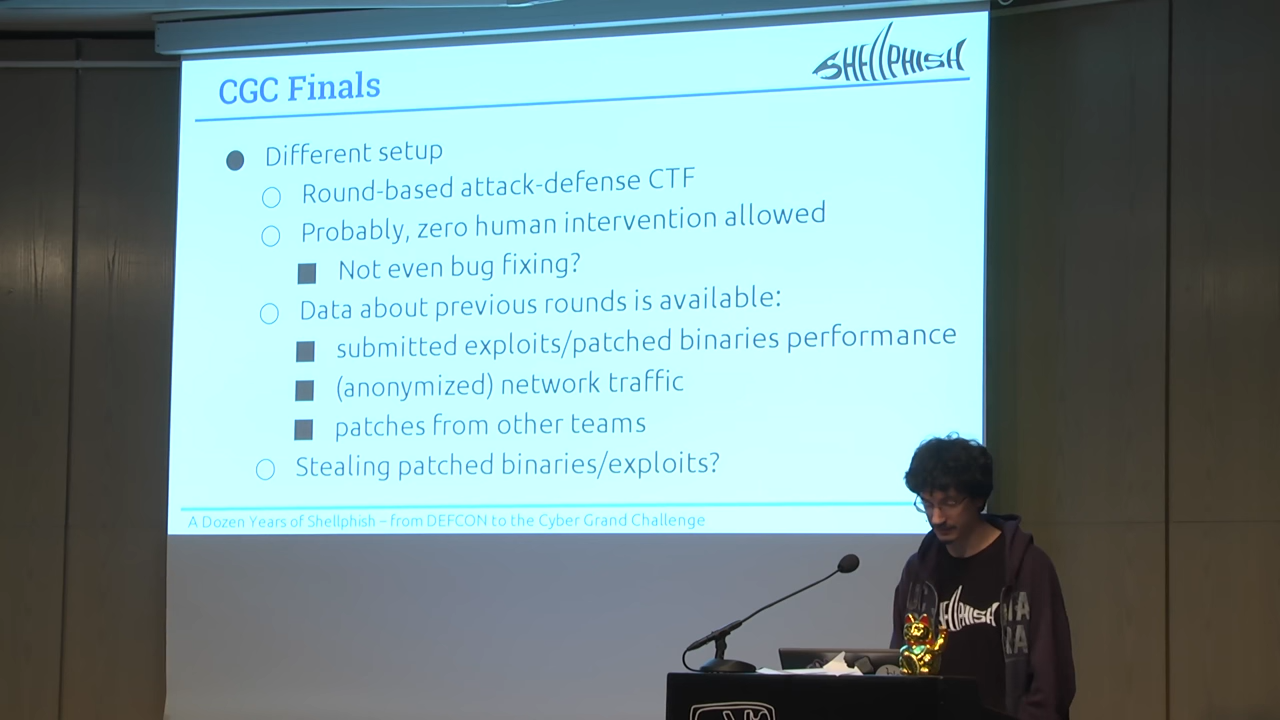 CGC Finals
SHELLPHISH
Different setup
Round-based attack-defense CTF
Probably, zero human intervention allowed
Not even bug fixing?
Data about previous rounds is available:
submitted exploits/patched binaries performance
(anonymized) network traffic
patches from other teams
Stealing patched binaries/exploits?
A Dozen Years of Shellphish – from DEFCON to the Cyber Grand Challenge
SHELLPHISH